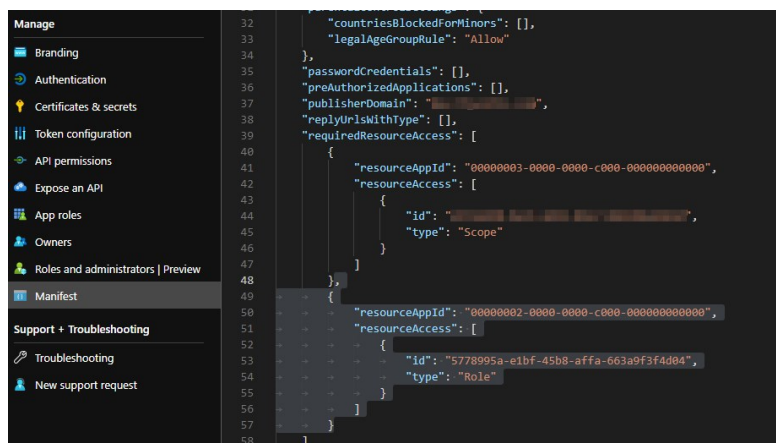 Manage
Branding
Authentication
Certificates & secrets
Token configuration
API permissions
Expose an API
App roles
Owners
Roles and administrators | Preview
Manifest
Support + Troubleshooting
Troubleshooting
New support request
32 "countriesBlockedForMinors": [],
33 "legalAgeGroupRule": "Allow"
34 },
35 "passwordCredentials": [],
36 "preAuthorizedApplications": [],
37 "publisherDomain": "",
38 "replyUrlsWithType": [],
39 "requiredResourceAccess": [
40 {
41 "resourceAppId": "00000003-0000-0000-c000-000000000000",
42 "resourceAccess": [
43 {
44 "id": "",
45 "type": "Scope"
46 }
47 ]
48 },
49 {
50 "resourceAppId": "00000002-0000-0000-c000-000000000000",
51 "resourceAccess": [
52 {
53 "id": "5778995a-e1bf-45b8-affa-663a9f3f4d04",
54 "type": "Role"
55 }
56 ]
57 }
58 ]